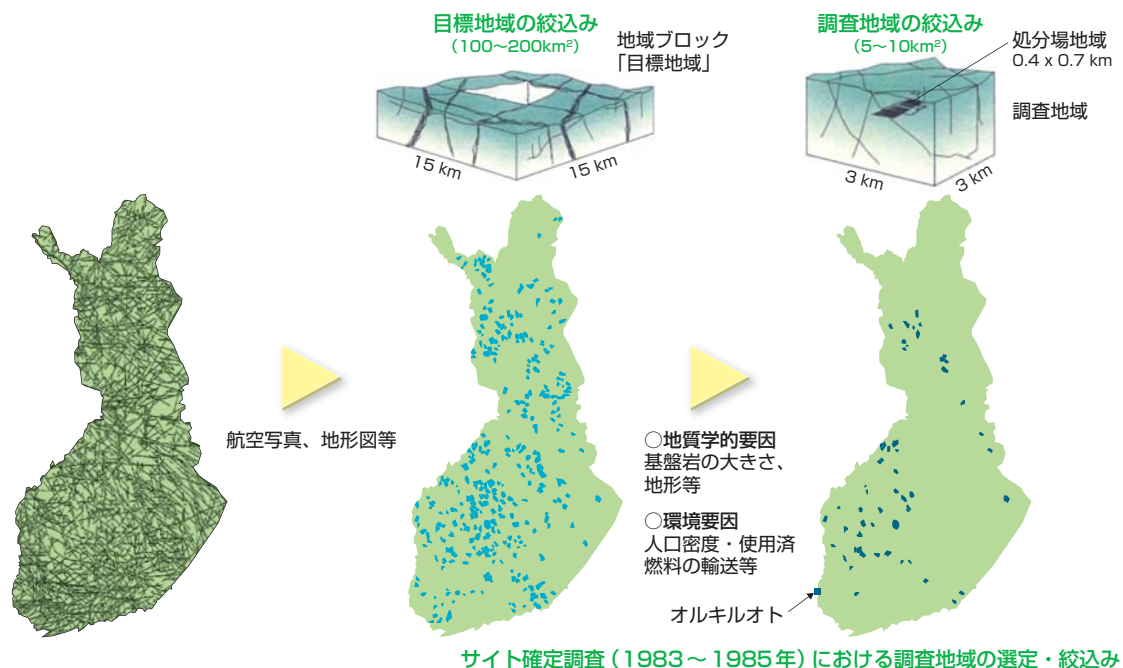 目標地域の絞込み
(100〜200km²)
地域ブロック
「目標地域」
15 km
15 km
調査地域の絞込み
(5〜10km²)
処分場地域
0.4 x 0.7 km
調査地域
3 km
3 km
航空写真、地形図等
○地質学的要因
基盤岩の大きさ、
地形等
○環境要因
人口密度・使用済
燃料の輸送等
オルキルオト
サイト確定調査(1983〜1985年)における調査地域の選定・絞込み